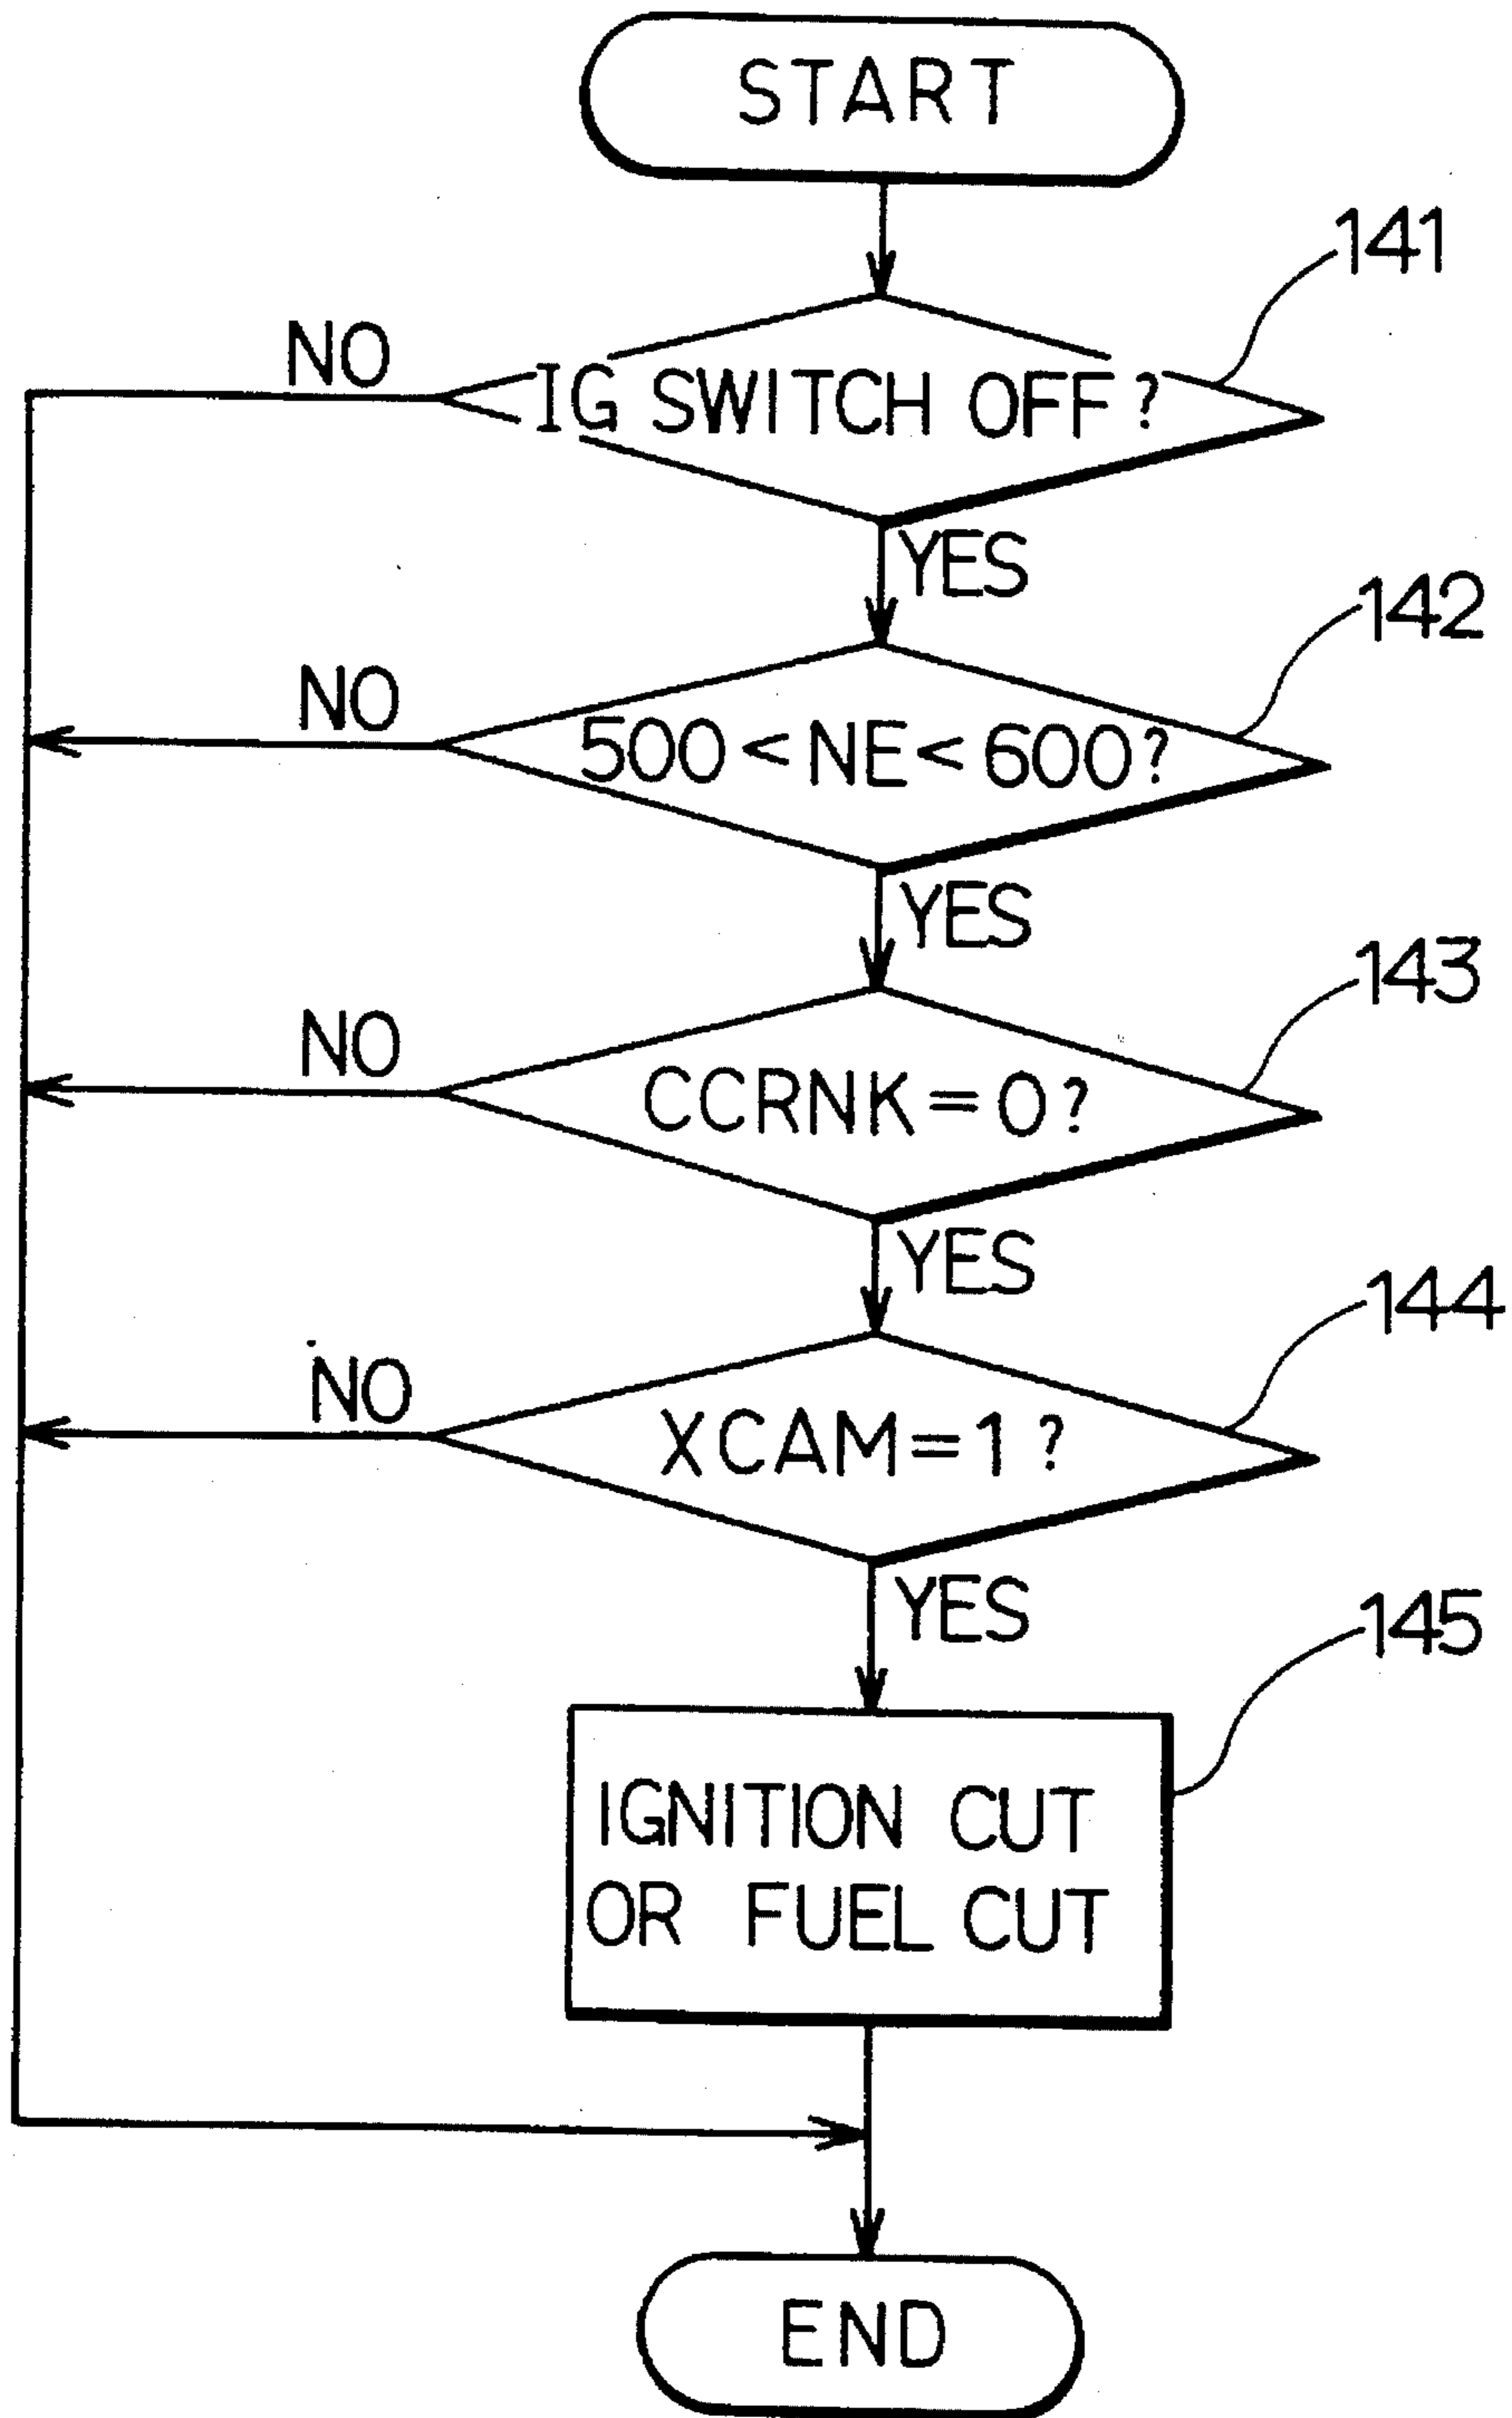 START
141
NO
IG SWITCH OFF?
YES
142
NO
500<NE<600?
YES
143
NO
CCRNK=0?
YES
144
NO
XCAM=1?
YES
145
IGNITION CUT
OR FUEL CUT
END